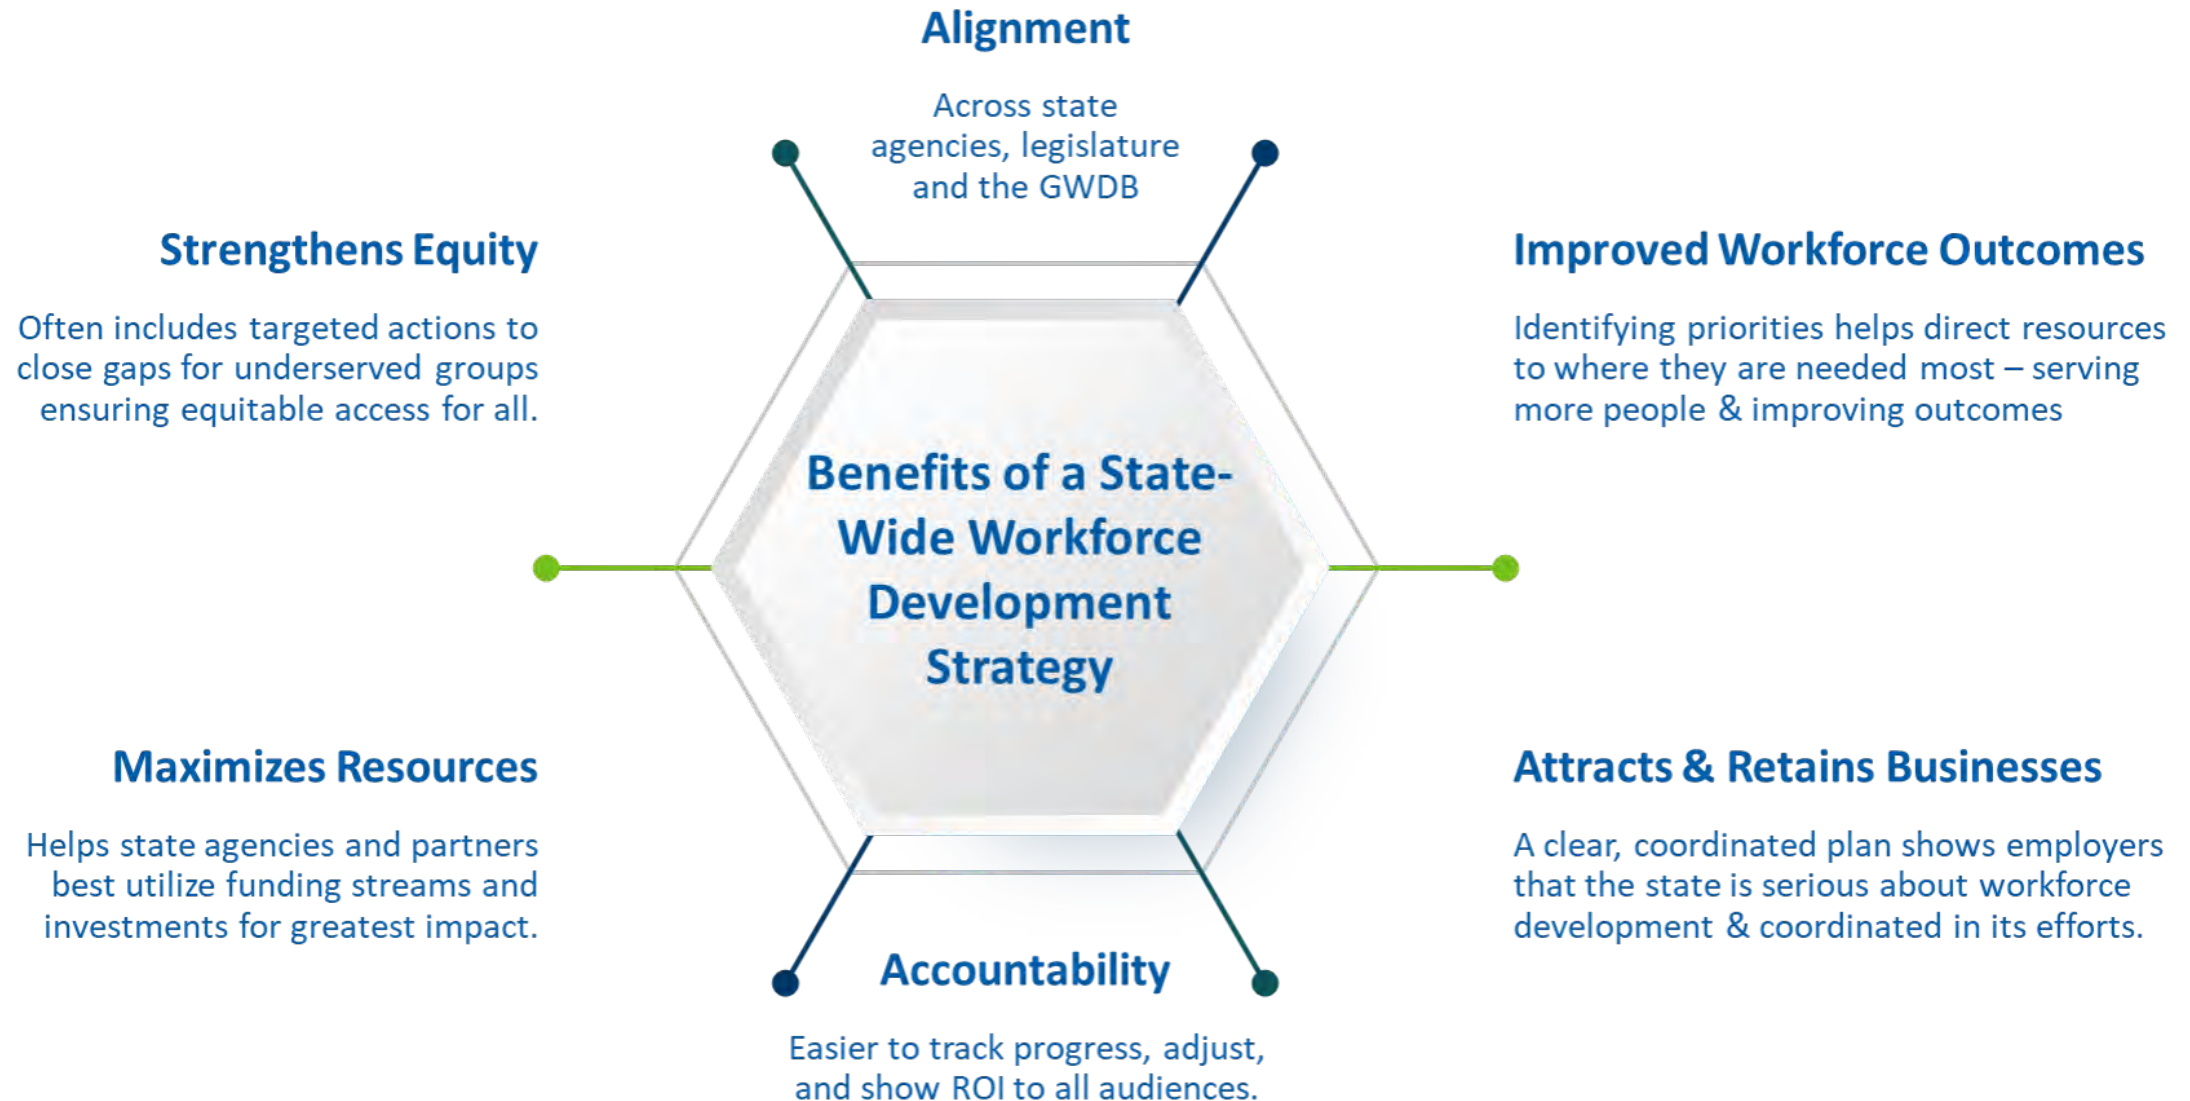 Alignment
Across state
agencies, legislature
and the GWDB
Strengthens Equity
Often includes targeted actions to
close gaps for underserved groups
ensuring equitable access for all.
Improved Workforce Outcomes
Identifying priorities helps direct resources
to where they are needed most – serving
more people & improving outcomes
Benefits of a State-
Wide Workforce
Development
Strategy
Maximizes Resources
Helps state agencies and partners
best utilize funding streams and
investments for greatest impact.
Attracts & Retains Businesses
A clear, coordinated plan shows employers
that the state is serious about workforce
development & coordinated in its efforts.
Accountability
Easier to track progress, adjust,
and show ROI to all audiences.